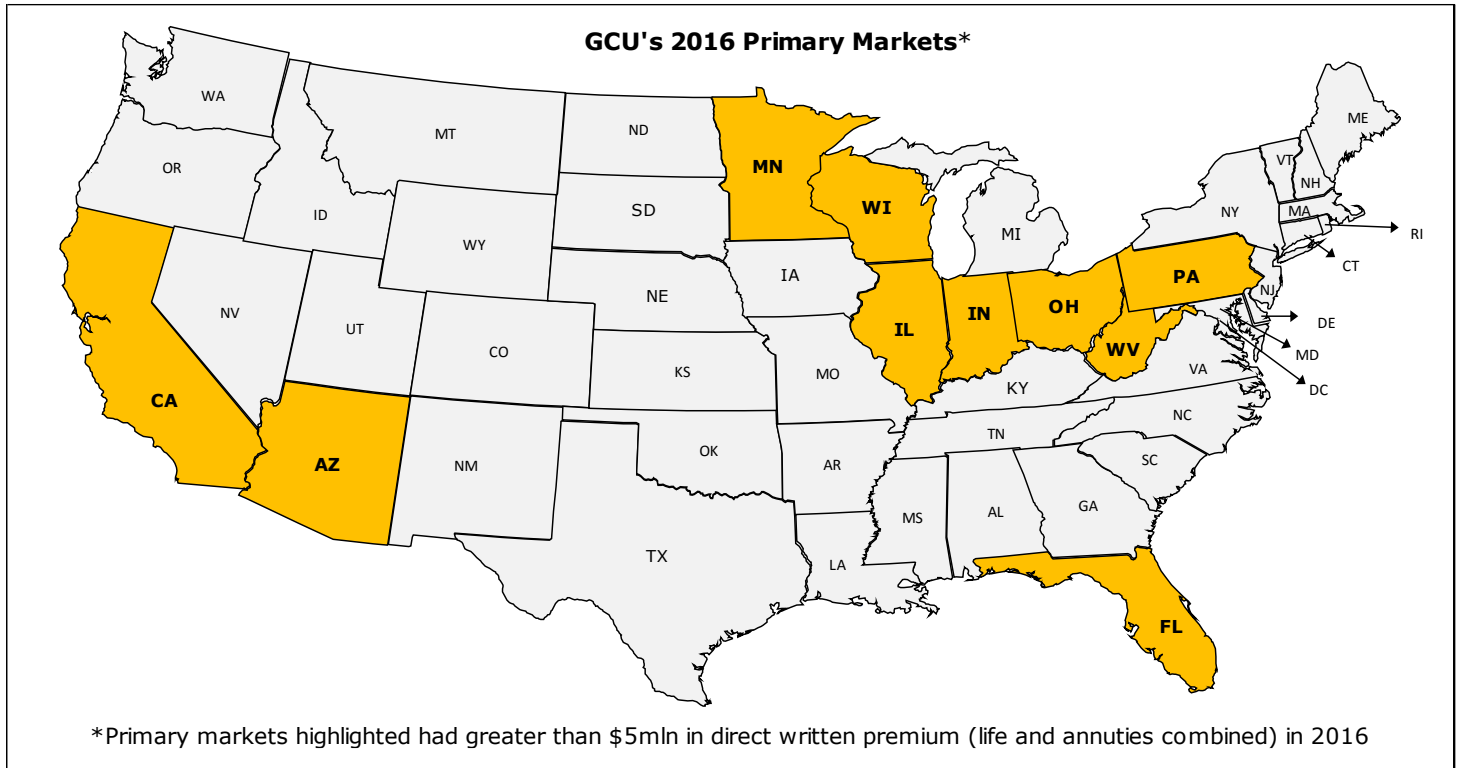 GCU's 2016 Primary Markets*
WA
MT
ND
MN
ME
OR
ID
SD
WI
VT
NH
WY
MI
NY
MA
RI
CT
IA
PA
NE
NV
UT
IL
IN
OH
NJ
CO
DE
WV
MD
KS
MO
VA
DC
CA
KY
NC
AZ
NM
OK
TN
AR
SC
MS
AL
GA
TX
LA
FL
*Primary markets highlighted had greater than $5mln in direct written premium (life and annuties combined) in 2016